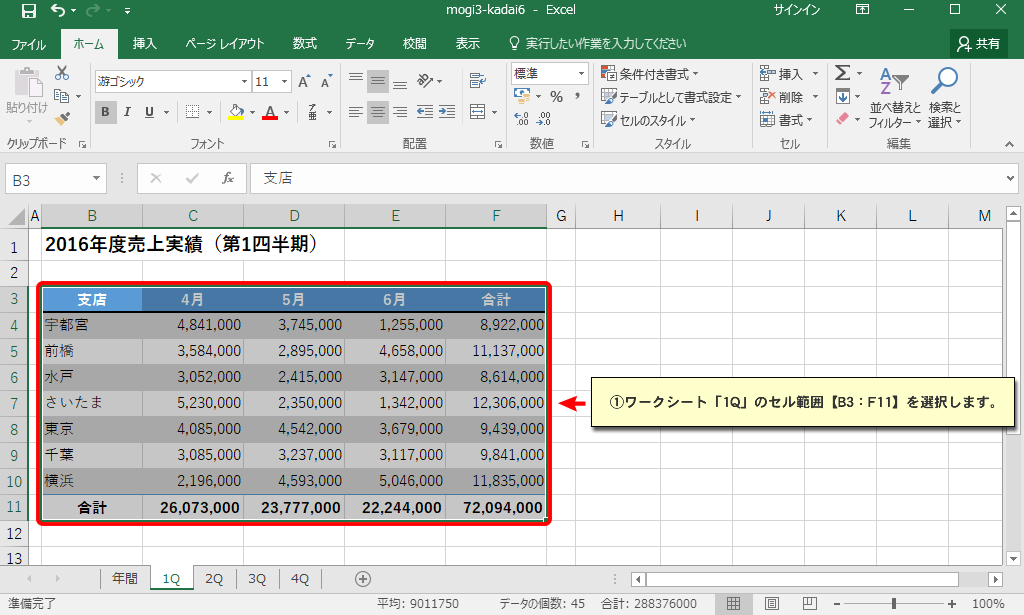 mogi3-kadai6 - Excel サインイン
ファイル ホーム 挿入 ページ レイアウト 数式 データ 校閲 表示 実行したい作業を入力してください 共有
貼り付け 游ゴシック 11 A A 標準 条件付き書式 挿入 Σ A Z
% , テーブルとして書式設定 削除 並べ替えと 検索と
B I U A セルのスタイル 書式 フィルター 選択
クリップボード フォント 配置 数値 スタイル セル 編集
B3 fx 支店
A B C D E F G H I J K L M
1 2016年度売上実績（第1四半期）
2
3 支店 4月 5月 6月 合計
4 宇都宮 4,841,000 3,745,000 1,255,000 8,922,000
5 前橋 3,584,000 2,895,000 4,658,000 11,137,000
6 水戸 3,052,000 2,415,000 3,147,000 8,614,000
7 さいたま 5,230,000 2,350,000 1,342,000 12,306,000
①ワークシート「1Q」のセル範囲【B3：F11】を選択します。
8 東京 4,085,000 4,542,000 3,679,000 9,439,000
9 千葉 3,085,000 3,237,000 3,117,000 9,841,000
10 横浜 2,196,000 4,593,000 5,046,000 11,835,000
11 合計 26,073,000 23,777,000 22,244,000 72,094,000
12
13
年間 1Q 2Q 3Q 4Q
準備完了 平均: 9011750 データの個数: 45 合計: 288376000 100%